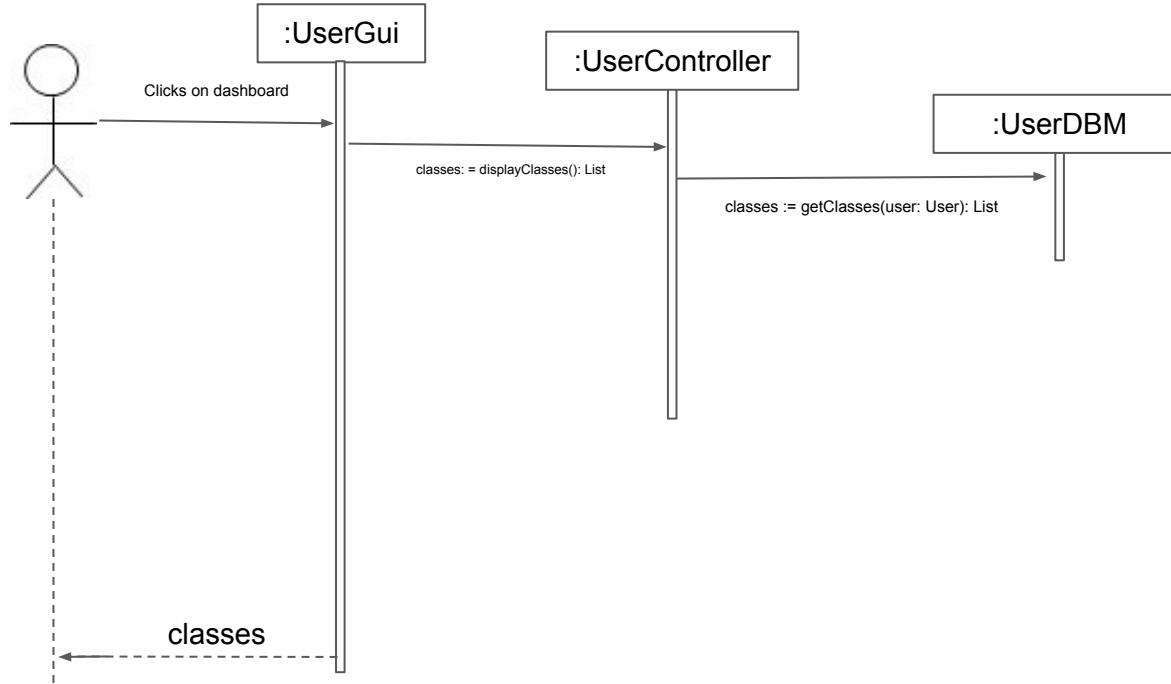 :UserGui
:UserController
Clicks on dashboard
:UserDBM
classes: = displayClasses(): List
classes := getClasses(user: User): List
classes